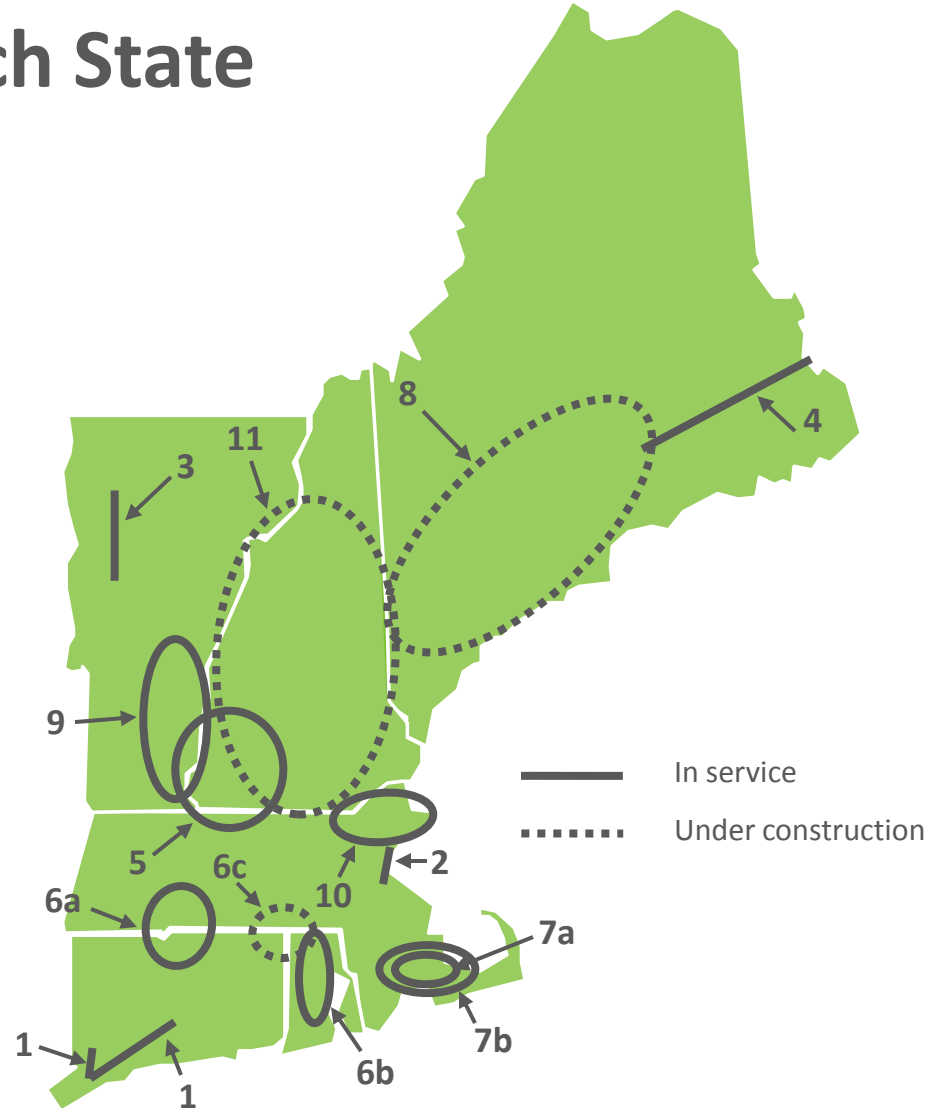 ch State
8
4
11
3
9
In service
Under construction
5
6c
10
2
6a
7a
7b
1
1
6b